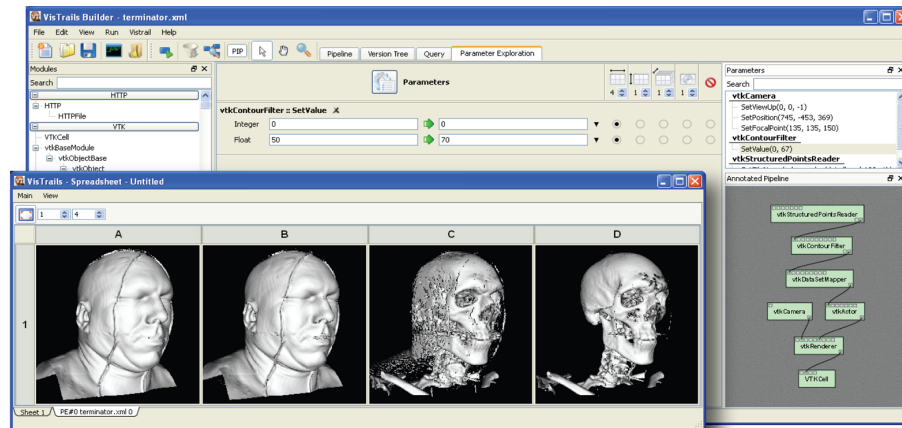 VisTrails Builder - terminator.xml
File Edit View Run Vistrail Help
PIP Pipeline Version Tree Query Parameter Exploration
Modules
Search
HTTP
HTTP
HTTPFile
VTK
VTKCell
vtkBaseModule
vtkObjectBase
vtkObject
Parameters
4 1 1 1
vtkContourFilter :: SetValue
Integer 0 0
Float 50 70
Parameters
Search
vtkCamera
SetViewUp(0, 0, -1)
SetPosition(745, -453, 369)
SetFocalPoint(135, 135, 150)
vtkContourFilter
SetValue(0, 67)
vtkStructuredPointsReader
Annotated Pipeline
vtkStructuredPointsReader
vtkContourFilter
vtkDataSetMapper
vtkCamera vtkActor
vtkRenderer
VTKCell
VisTrails - Spreadsheet - Untitled
Main View
1 4
A B C D
1
Sheet 1 PE#0 terminator.xml 0